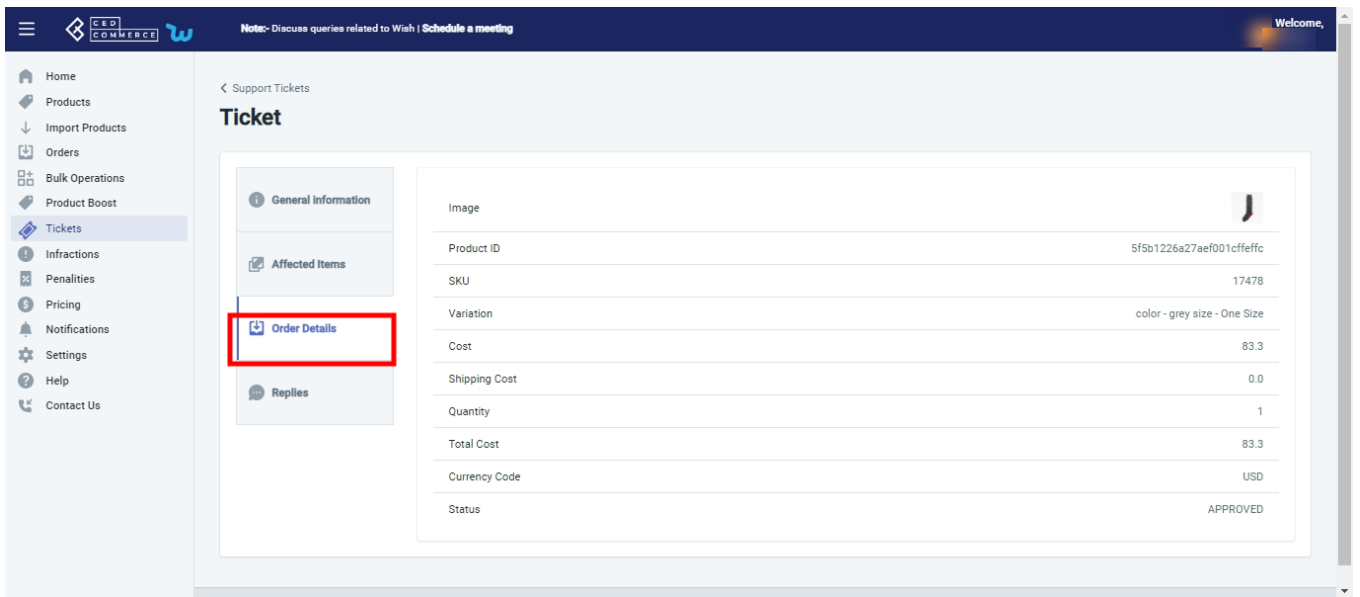 CED
COMMERCE
Note:- Discuss queries related to Wish | Schedule a meeting
Welcome,
Home
Products
Import Products
Orders
Bulk Operations
Product Boost
Tickets
Infractions
Penalities
Pricing
Notifications
Settings
Help
Contact Us
Support Tickets
Ticket
General information
Affected Items
Order Details
Replies
Image
Product ID 5f5b1226a27aef001cffeffc
SKU 17478
Variation color - grey size - One Size
Cost 83.3
Shipping Cost 0.0
Quantity 1
Total Cost 83.3
Currency Code USD
Status APPROVED